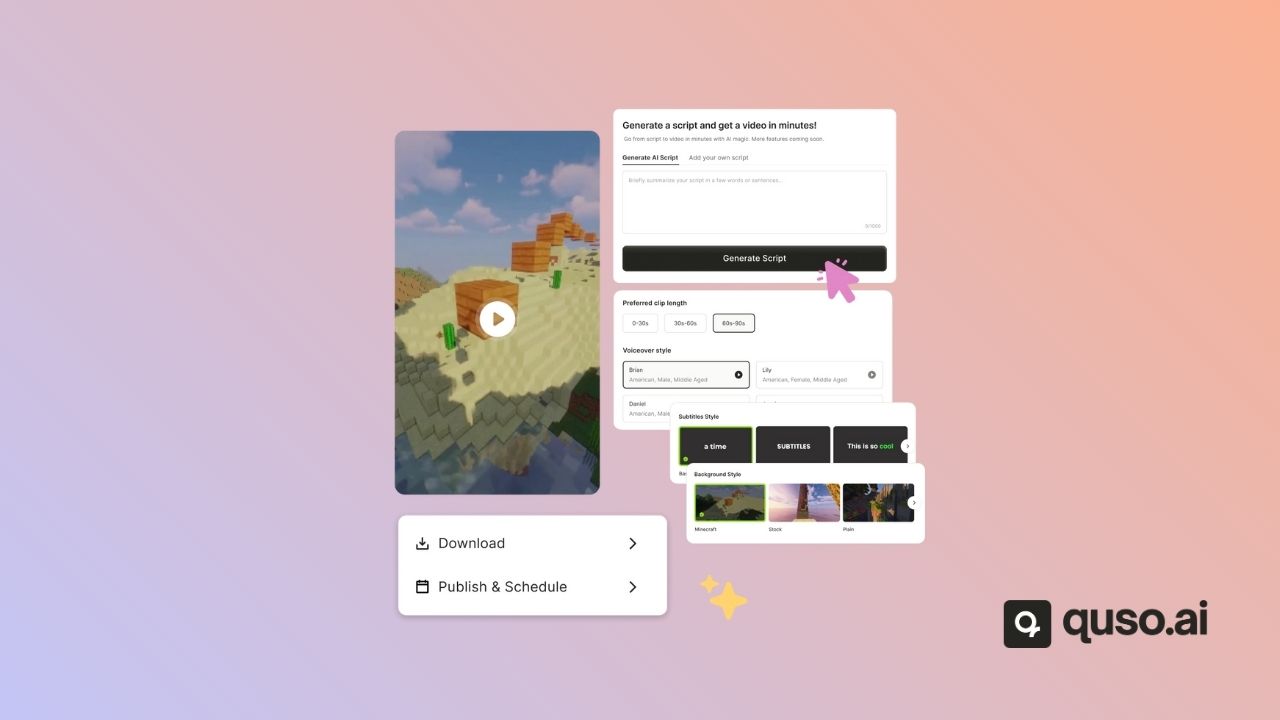 Generate a script and get a video in minutes!
Go from script to video in minutes with AI magic. More features coming soon.
Generate AI Script Add your own script
Briefly summarize your script in a few words or sentences...
0/1000
Generate Script
Preferred clip length
0-30s 30s-60s 60s-90s
Voiceover style
Brian Lily
American, Male, Middle Aged American, Female, Middle Aged
Daniel
American, Male
Subtitles Style
a time SUBTITLES This is so cool
Background Style
Minecraft Stock Plain
Download
Publish & Schedule
quso.ai